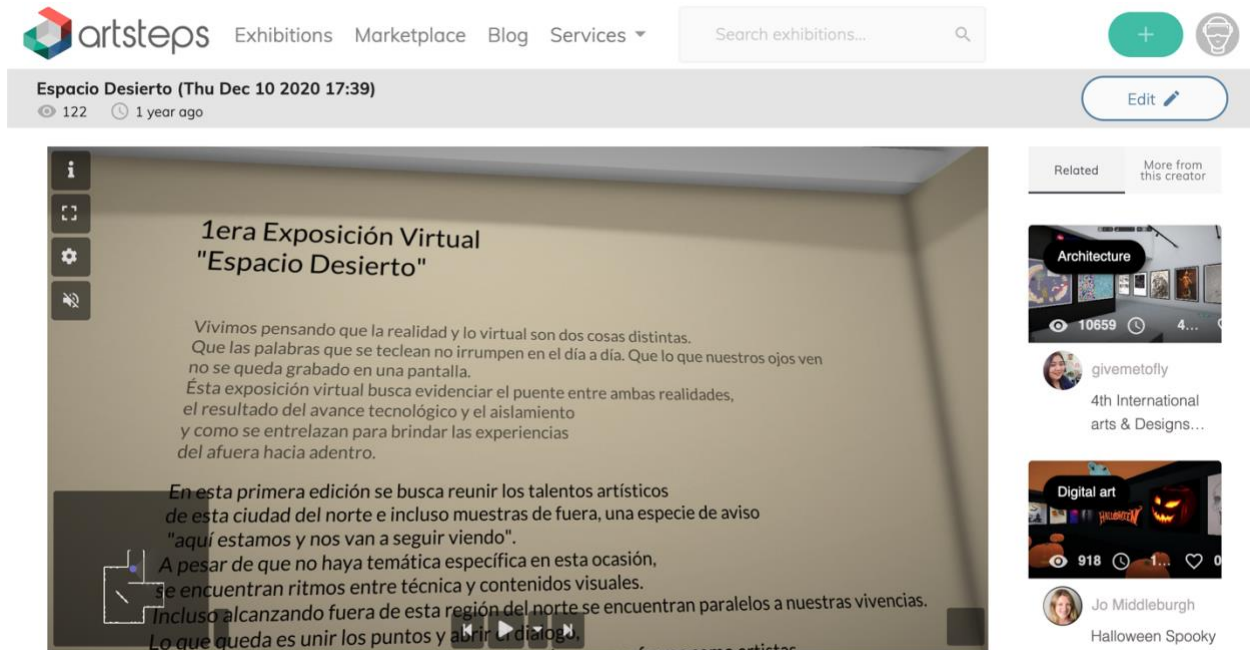 artsteps Exhibitions Marketplace Blog Services Search exhibitions...
Espacio Desierto (Thu Dec 10 2020 17:39)
122 1 year ago
Edit
1era Exposición Virtual
"Espacio Desierto"
Vivimos pensando que la realidad y lo virtual son dos cosas distintas.
Que las palabras que se teclean no irrumpen en el día a día. Que lo que nuestros ojos ven
no se queda grabado en una pantalla.
Ésta exposición virtual busca evidenciar el puente entre ambas realidades,
el resultado del avance tecnológico y el aislamiento
y como se entrelazan para brindar las experiencias
del afuera hacia adentro.
En esta primera edición se busca reunir los talentos artísticos
de esta ciudad del norte e incluso muestras de fuera, una especie de aviso
"aquí estamos y nos van a seguir viendo".
A pesar de que no haya temática específica en esta ocasión,
se encuentran ritmos entre técnica y contenidos visuales.
Incluso alcanzando fuera de esta región del norte se encuentran paralelos a nuestras vivencias.
Lo que queda es unir los puntos y abrir el dialogo,
como artistas
Related
More from
this creator
Architecture
10659 4...
givemetofly
4th International
arts & Designs...
Digital art
HALLOWEEN
918 1... 0
Jo Middleburgh
Halloween Spooky